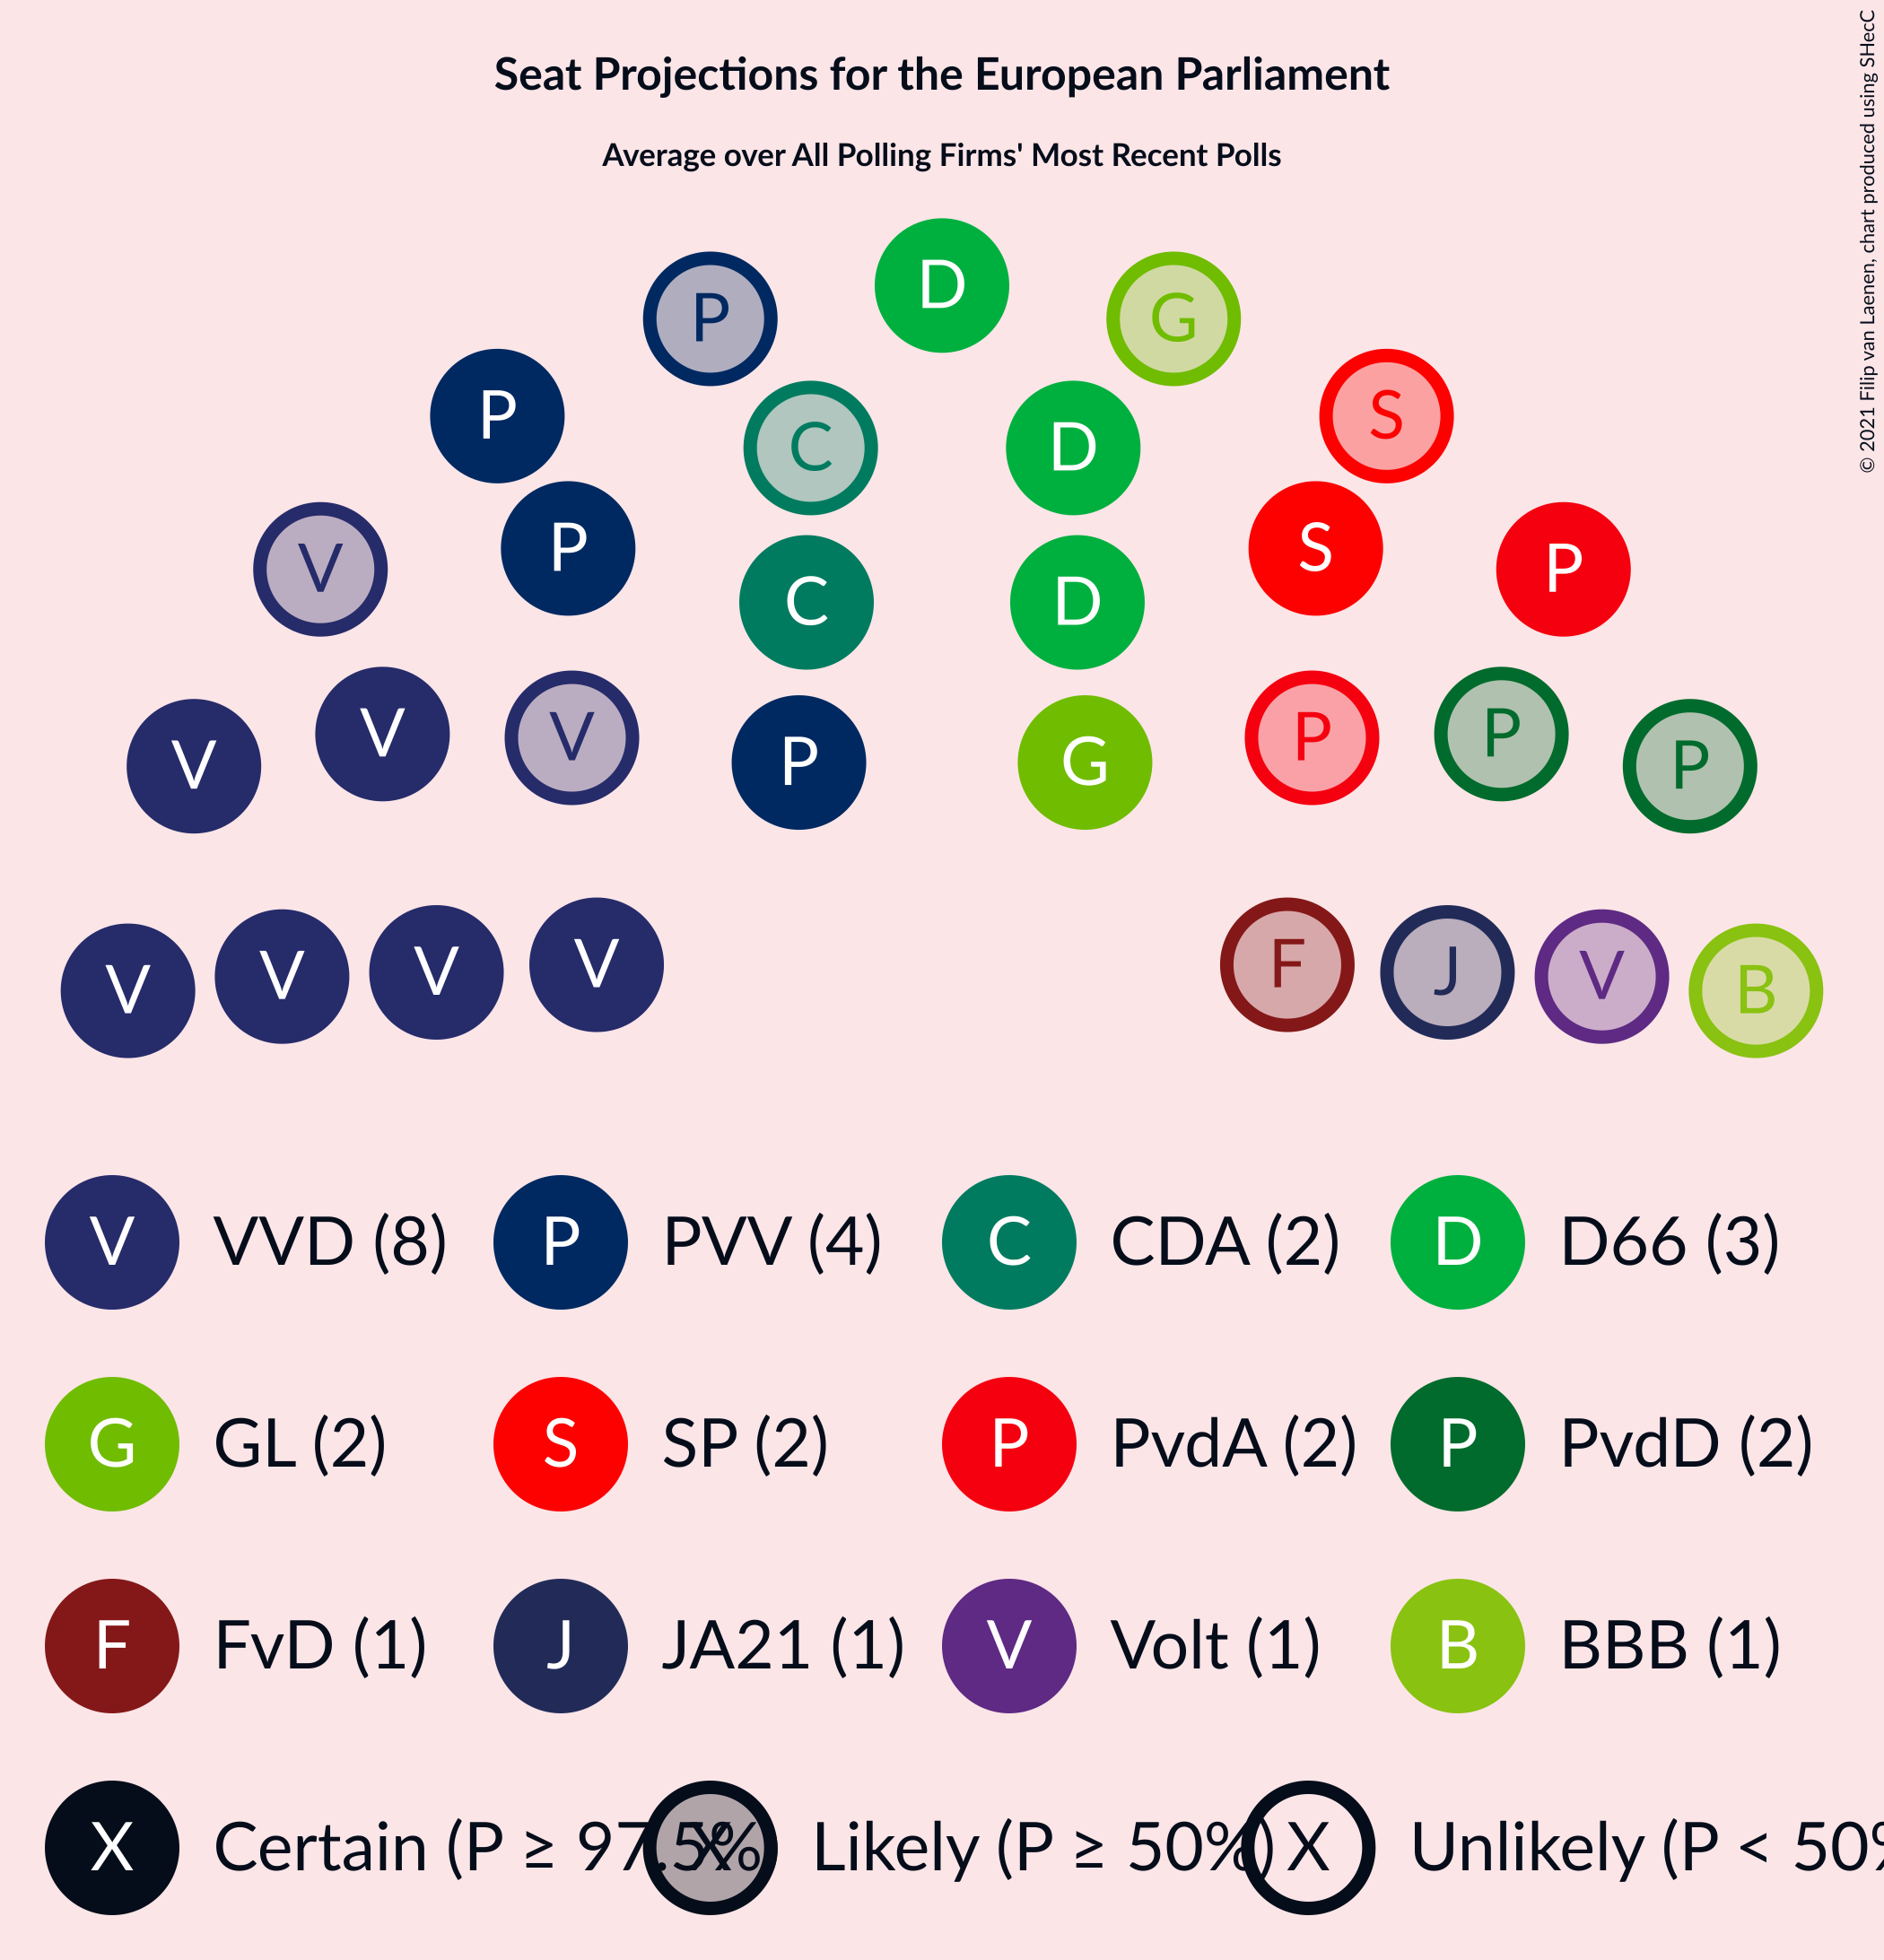 Seat Projections for the European Parliament
Average over All Polling Firms' Most Recent Polls
© 2021 Filip van Laenen, chart produced using SHecC
D
P G
P S
C D
P S
V P
C D
V V P P
V P G P
V V V V F J V B
V VVD (8) P PVV (4) C CDA (2) D D66 (3)
G GL (2) S SP (2) P PvdA (2) P PvdD (2)
F FvD (1) J JA21 (1) V Volt (1) B BBB (1)
X Certain (P ≥ 97.5% X Likely (P ≥ 50%) X Unlikely (P < 50%